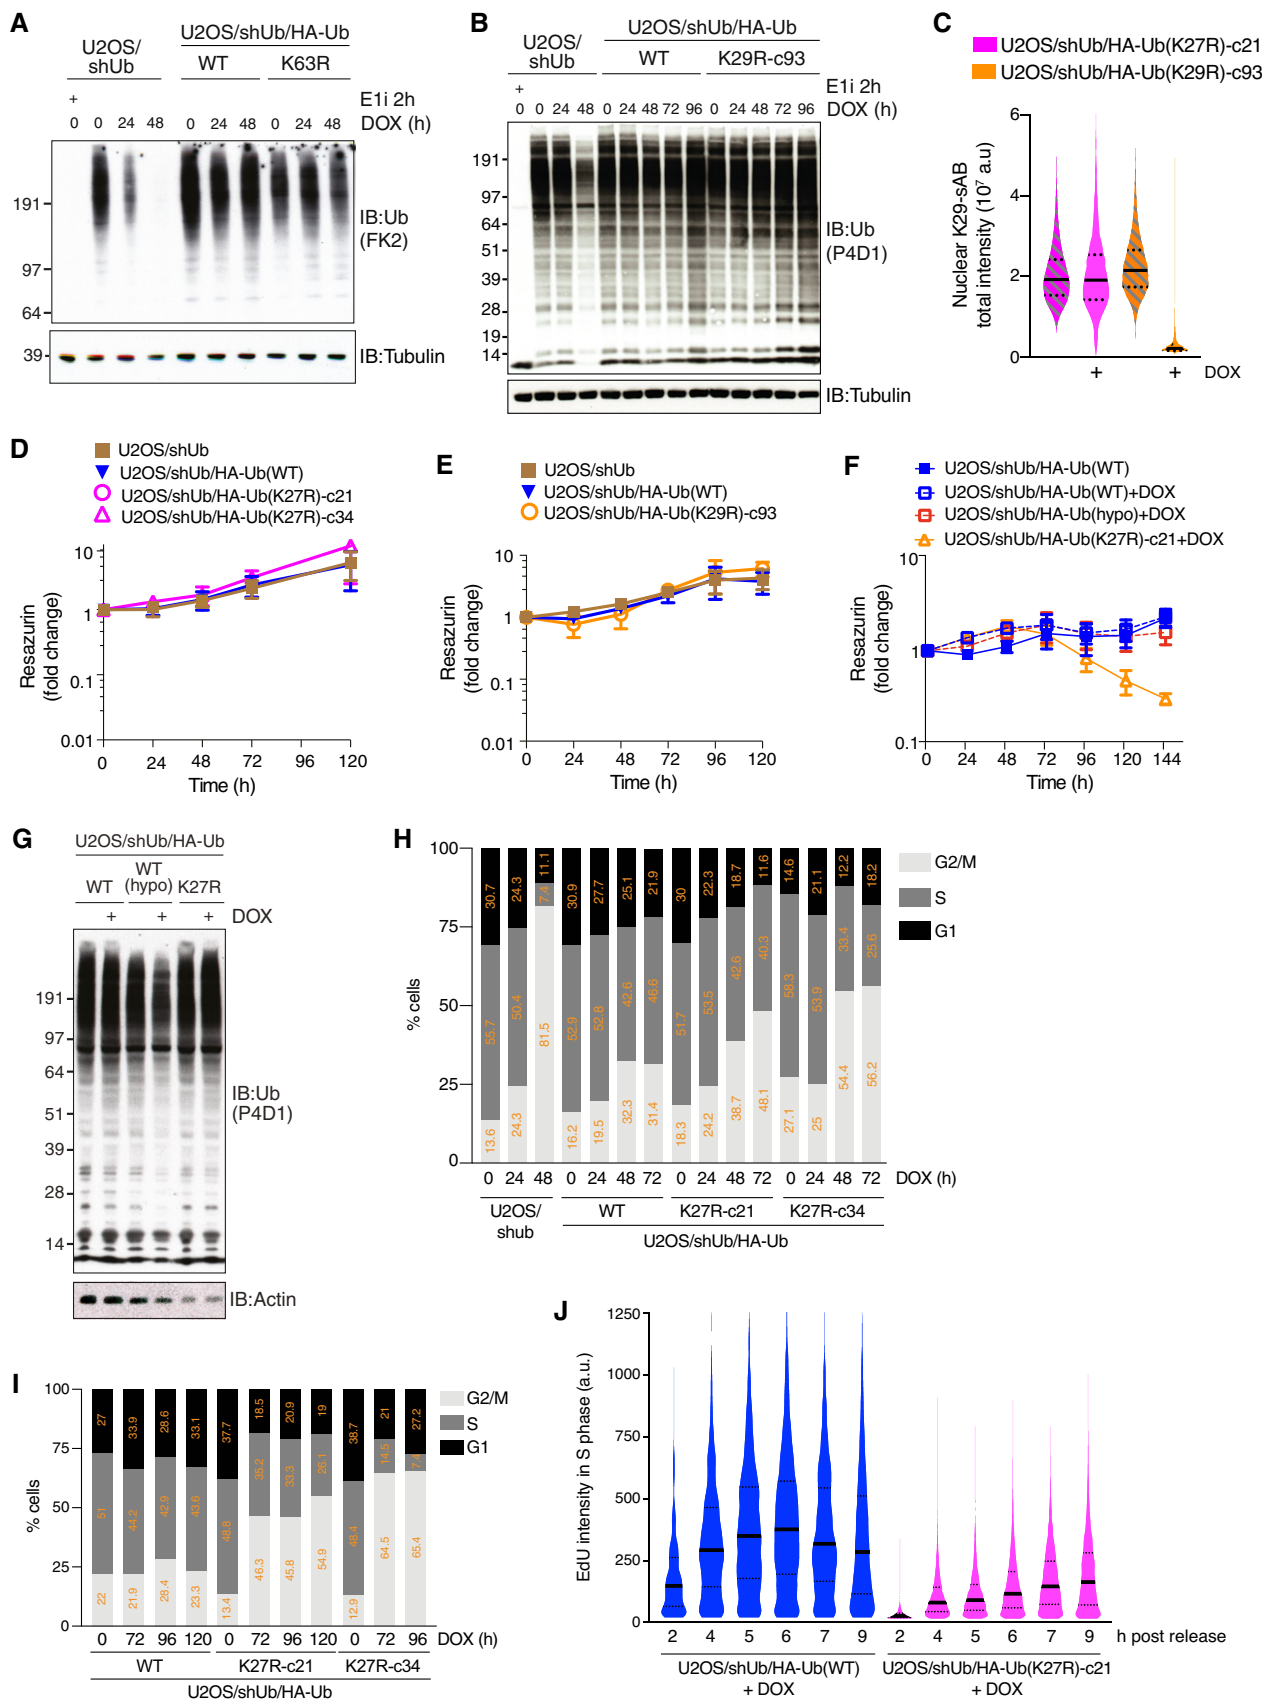 A
U2OS/shUb/HA-Ub
U2OS/
shUb
WT K63R
+ E1i 2h
0 0 24 48 0 24 48 0 24 48 DOX (h)
191
97
64
IB:Ub
(FK2)
39
IB:Tubulin
B
U2OS/shUb/HA-Ub
U2OS/
shUb
WT K29R-c93
E1i 2h
+
0 0 24 48 0 24 48 72 96 0 24 48 72 96 DOX (h)
191
97
64
51
39
28
19
14
IB:Ub
(P4D1)
IB:Tubulin
C
U2OS/shUb/HA-Ub(K27R)-c21
U2OS/shUb/HA-Ub(K29R)-c93
Nuclear K29-sAB
total intensity (10⁷ a.u)
6
4
2
0
+ + DOX
D
U2OS/shUb
U2OS/shUb/HA-Ub(WT)
U2OS/shUb/HA-Ub(K27R)-c21
U2OS/shUb/HA-Ub(K27R)-c34
Resazurin
(fold change)
10
1
0.1
0.01
0 24 48 72 120
Time (h)
E
U2OS/shUb
U2OS/shUb/HA-Ub(WT)
U2OS/shUb/HA-Ub(K29R)-c93
Resazurin
(fold change)
10
1
0.1
0.01
0 24 48 72 96 120
Time (h)
F
U2OS/shUb/HA-Ub(WT)
U2OS/shUb/HA-Ub(WT)+DOX
U2OS/shUb/HA-Ub(hypo)+DOX
U2OS/shUb/HA-Ub(K27R)-c21+DOX
Resazurin
(fold change)
10
1
0.1
0 24 48 72 96 120 144
Time (h)
G
U2OS/shUb/HA-Ub
WT
WT (hypo) K27R
+ + + DOX
191
97
64
51
39
28
14
IB:Ub
(P4D1)
IB:Actin
H
% cells
100
75
50
25
0
30.7 24.3 11.1 30.9 27.7 25.1 21.9 30 22.3 18.7 11.6 14.6 21.1 12.2 18.2
55.7 50.4 7.4 52.9 52.8 42.6 46.6 51.7 53.5 42.6 40.3 58.3 53.9 33.4 25.6
13.6 24.3 81.5 16.2 19.5 32.3 31.4 18.3 24.2 38.7 48.1 27.1 25 54.4 56.2
G2/M
S
G1
0 24 48 0 24 48 72 0 24 48 72 0 24 48 72 DOX (h)
U2OS/
shub
WT K27R-c21 K27R-c34
U2OS/shUb/HA-Ub
I
% cells
100
75
50
25
0
27 33.9 28.6 33.1 37.7 18.5 20.9 19 38.7 21 27.2
51 44.2 42.9 43.6 48.8 35.2 33.3 26.1 48.4 14.5 7.4
22 21.9 28.4 23.3 13.4 46.3 45.8 54.9 12.9 64.5 65.4
G2/M
S
G1
0 72 96 120 0 72 96 120 0 72 96 DOX (h)
WT K27R-c21 K27R-c34
U2OS/shUb/HA-Ub
J
EdU intensity in S phase (a.u.)
1250
1000
750
500
250
0
2 4 5 6 7 9 2 4 5 6 7 9 h post release
U2OS/shUb/HA-Ub(WT)
+ DOX
U2OS/shUb/HA-Ub(K27R)-c21
+ DOX